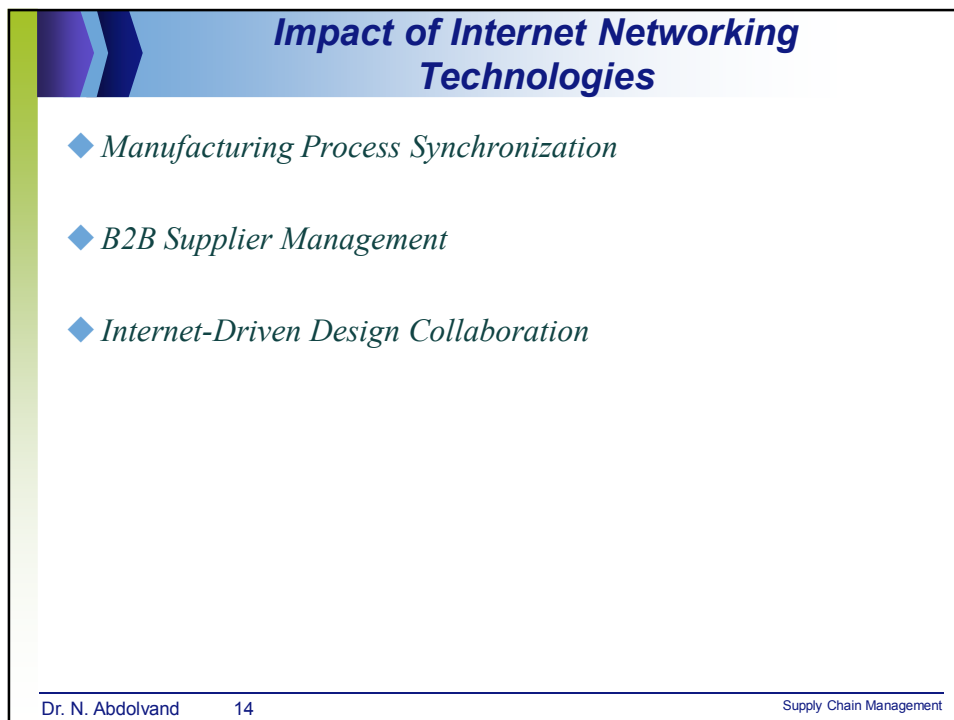 Impact of Internet Networking
Technologies
Manufacturing Process Synchronization
B2B Supplier Management
Internet-Driven Design Collaboration
Dr. N. Abdolvand 14 Supply Chain Management